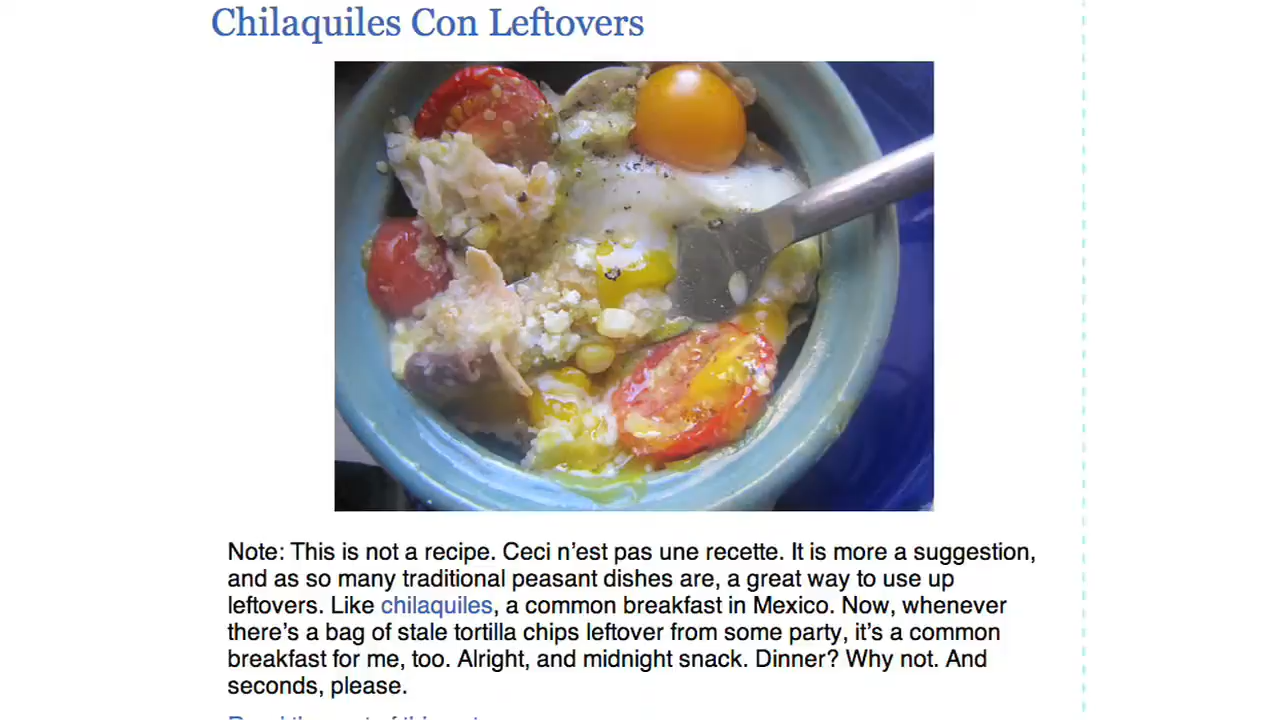 Chilaquiles Con Leftovers
Note: This is not a recipe. Ceci n’est pas une recette. It is more a suggestion,
and as so many traditional peasant dishes are, a great way to use up
leftovers. Like chilaquiles, a common breakfast in Mexico. Now, whenever
there’s a bag of stale tortilla chips leftover from some party, it’s a common
breakfast for me, too. Alright, and midnight snack. Dinner? Why not. And
seconds, please.